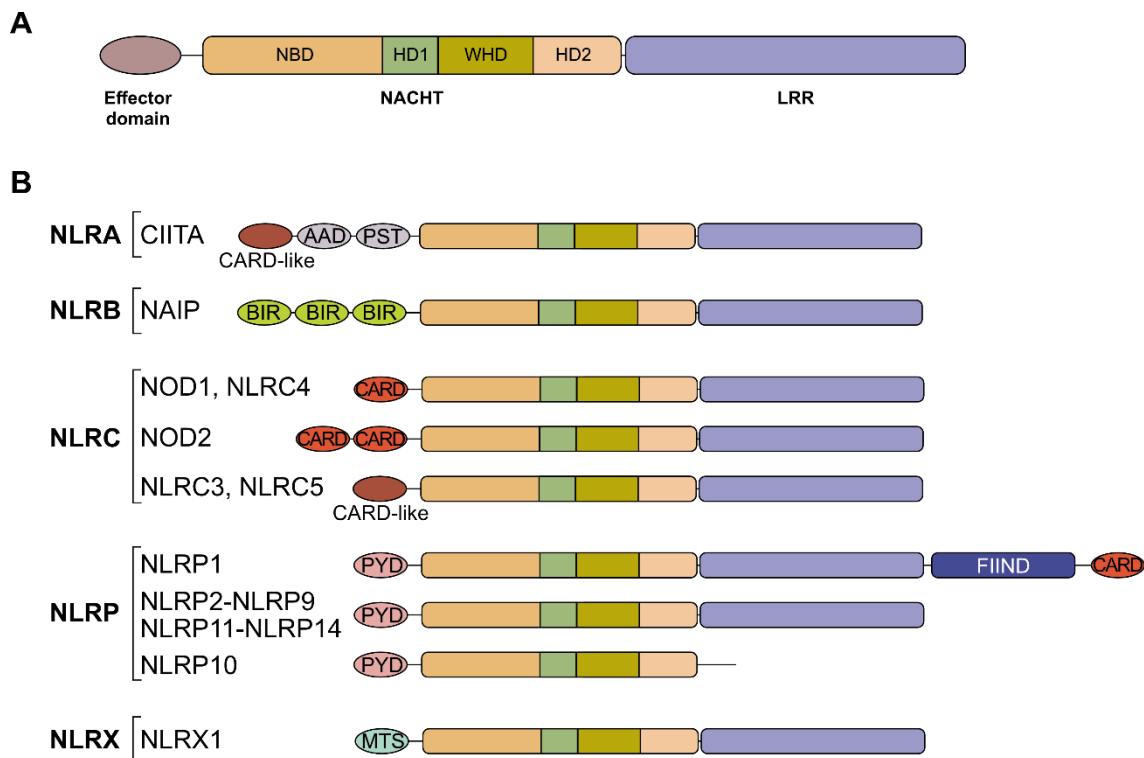 A
NBD HD1 WHD HD2
Effector
domain
NACHT
LRR
B
NLRA CIITA AAD PST
CARD-like
NLRB NAIP BIR BIR BIR
NLRC
NOD1, NLRC4 CARD
NOD2 CARD CARD
NLRC3, NLRC5
CARD-like
NLRP
NLRP1 PYD FIIND CARD
NLRP2-NLRP9
NLRP11-NLRP14 PYD
NLRP10 PYD
NLRX NLRX1 MTS